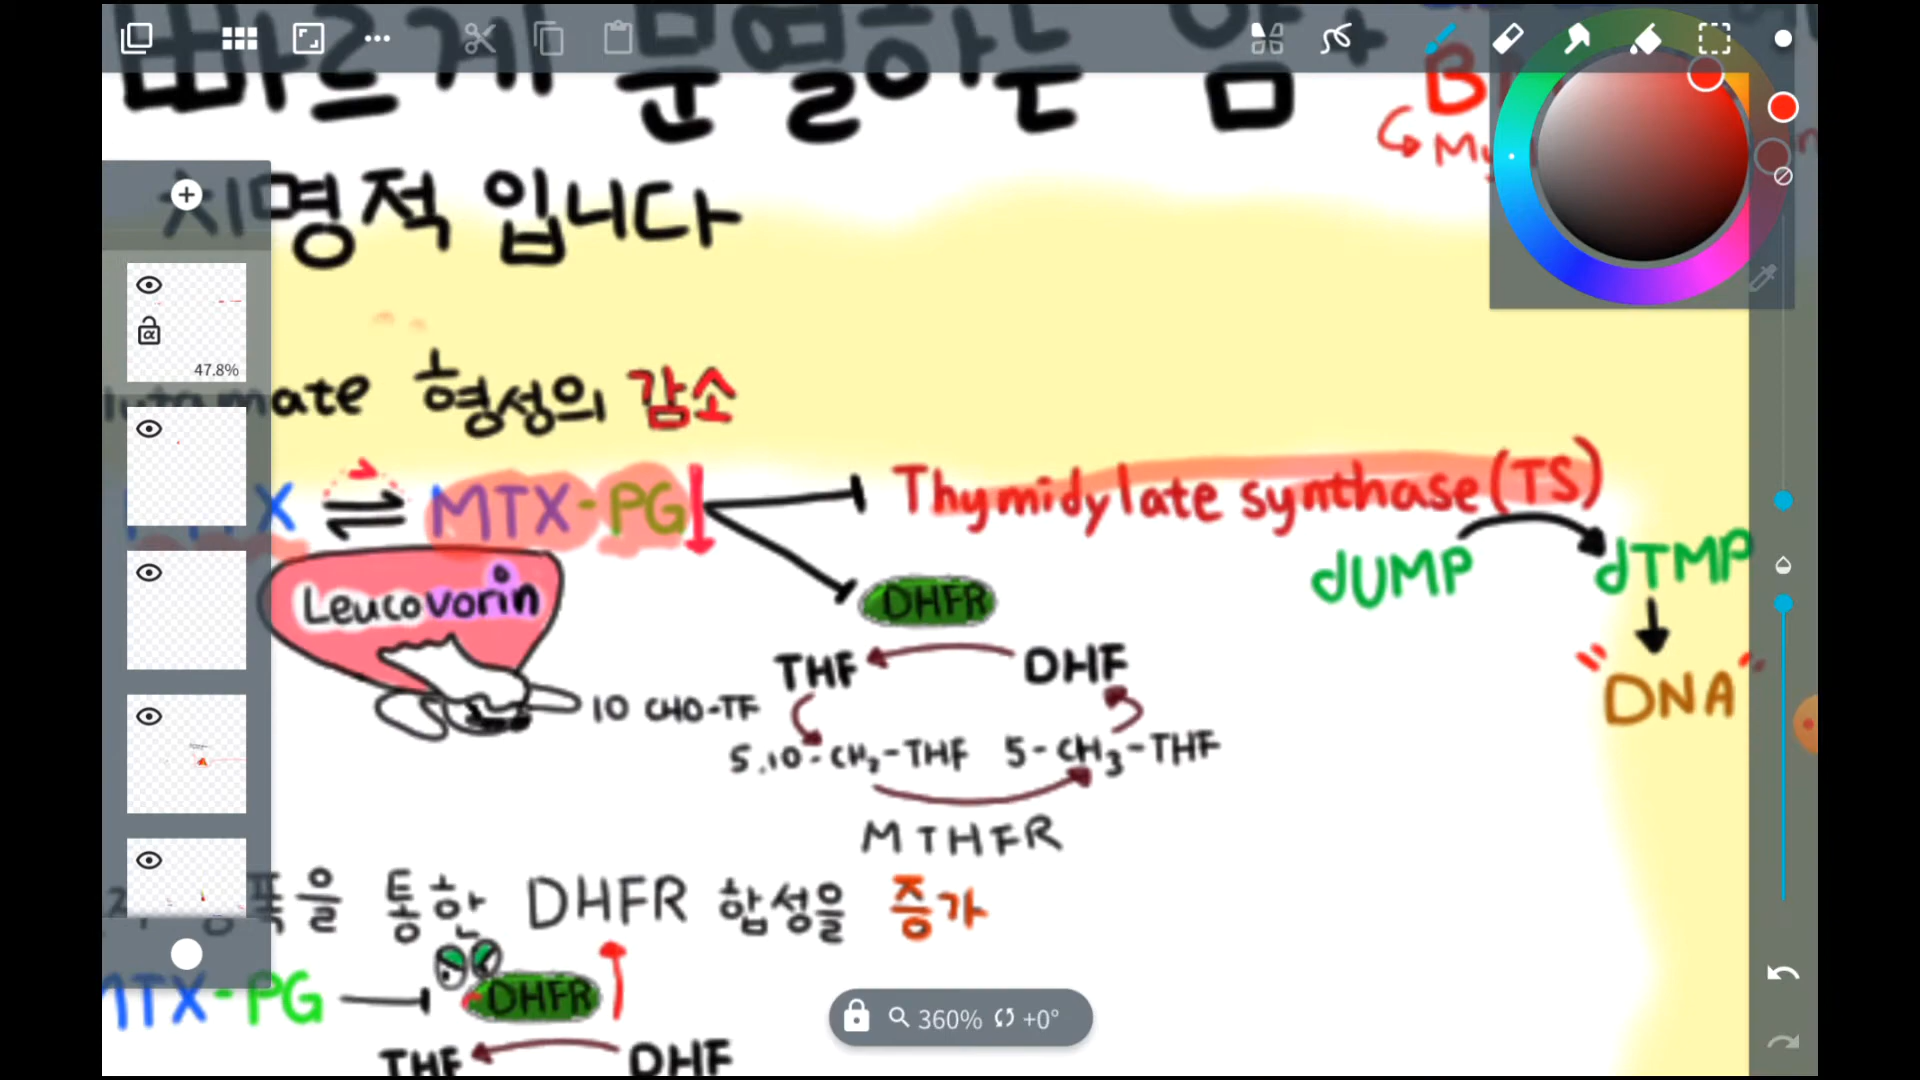 빠르게 분열하는 암+
치명적 입니다
lutamate 형성의 감소
MTX ⇌ MTX-PG Thymidylate synthase (TS)
dUMP dTMP
Leucovorin DHFR
THF DHF DNA
10 CHO-TF
5.10-CH₂-THF 5-CH₃-THF
MTHFR
증폭을 통한 DHFR 합성을 증가
MTX-PG DHFR
THF DHF
47.8%
360% +0°